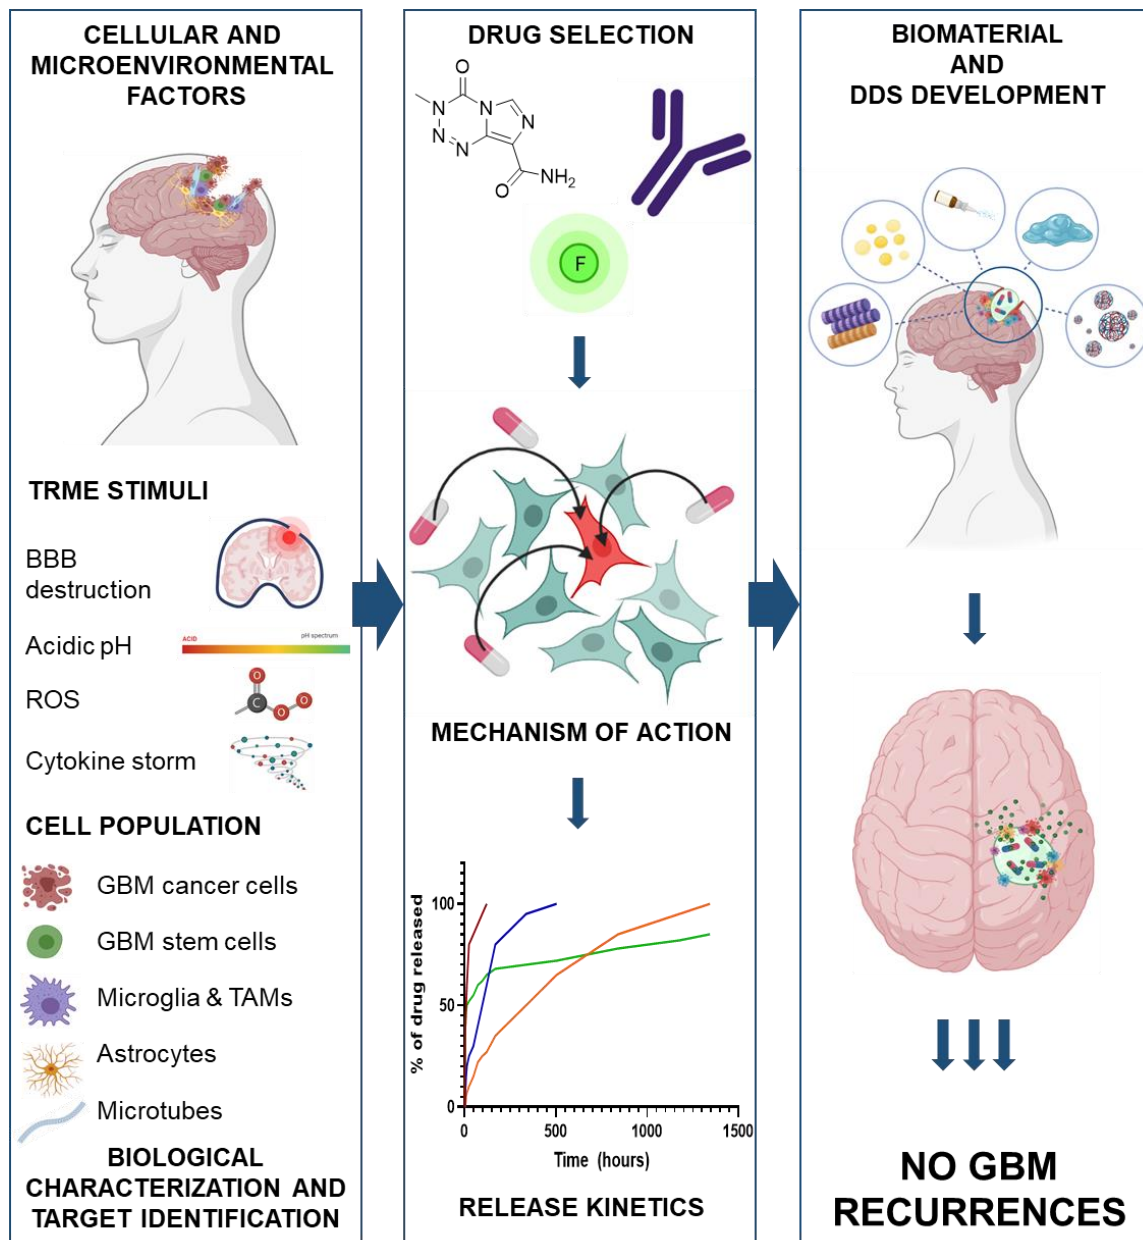 CELLULAR AND
MICROENVIRONMENTAL
FACTORS
TRME STIMULI
BBB
destruction
Acidic pH
ACID
pH spectrum
ROS
O
C
O
O
Cytokine storm
CELL POPULATION
GBM cancer cells
GBM stem cells
Microglia & TAMs
Astrocytes
Microtubes
BIOLOGICAL
CHARACTERIZATION AND
TARGET IDENTIFICATION
DRUG SELECTION
O
N
N
N
N
N
O
NH2
F
MECHANISM OF ACTION
% of drug released
100
50
0
0
500
1000
1500
Time (hours)
RELEASE KINETICS
BIOMATERIAL
AND
DDS DEVELOPMENT
NO GBM
RECURRENCES